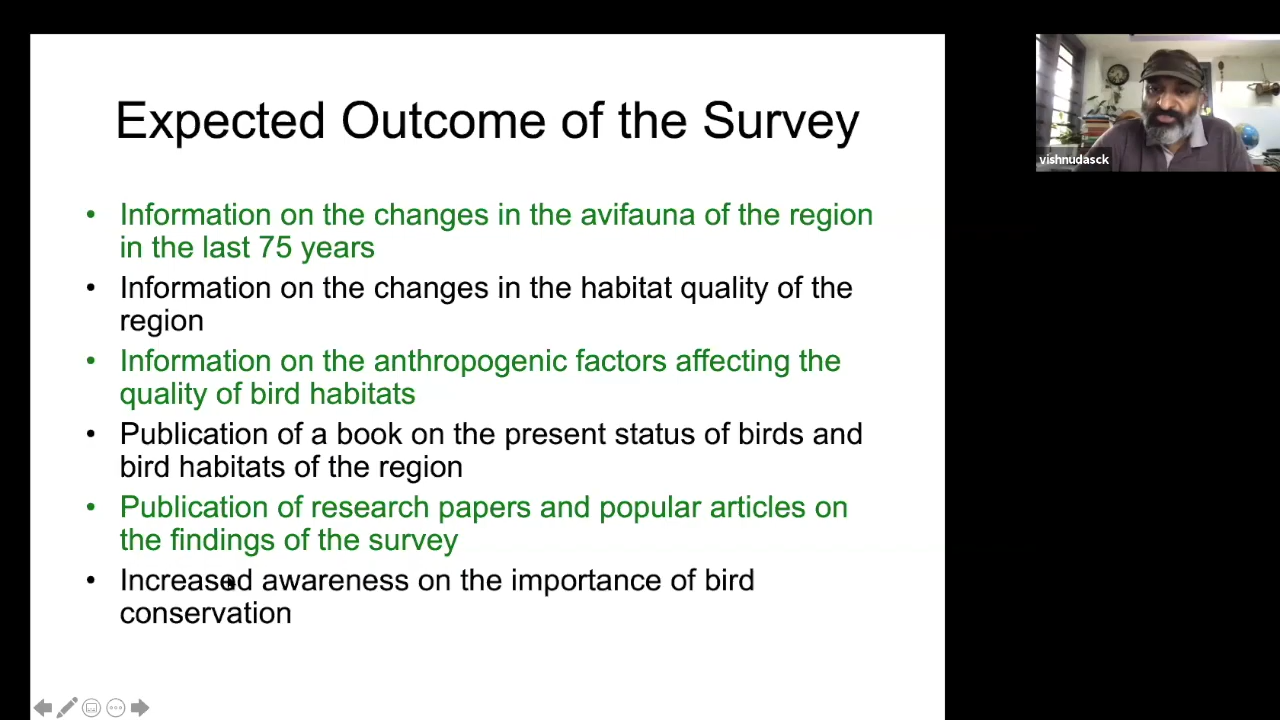 Expected Outcome of the Survey
• Information on the changes in the avifauna of the region
in the last 75 years
• Information on the changes in the habitat quality of the
region
• Information on the anthropogenic factors affecting the
quality of bird habitats
• Publication of a book on the present status of birds and
bird habitats of the region
• Publication of research papers and popular articles on
the findings of the survey
• Increased awareness on the importance of bird
conservation
vishnudasck